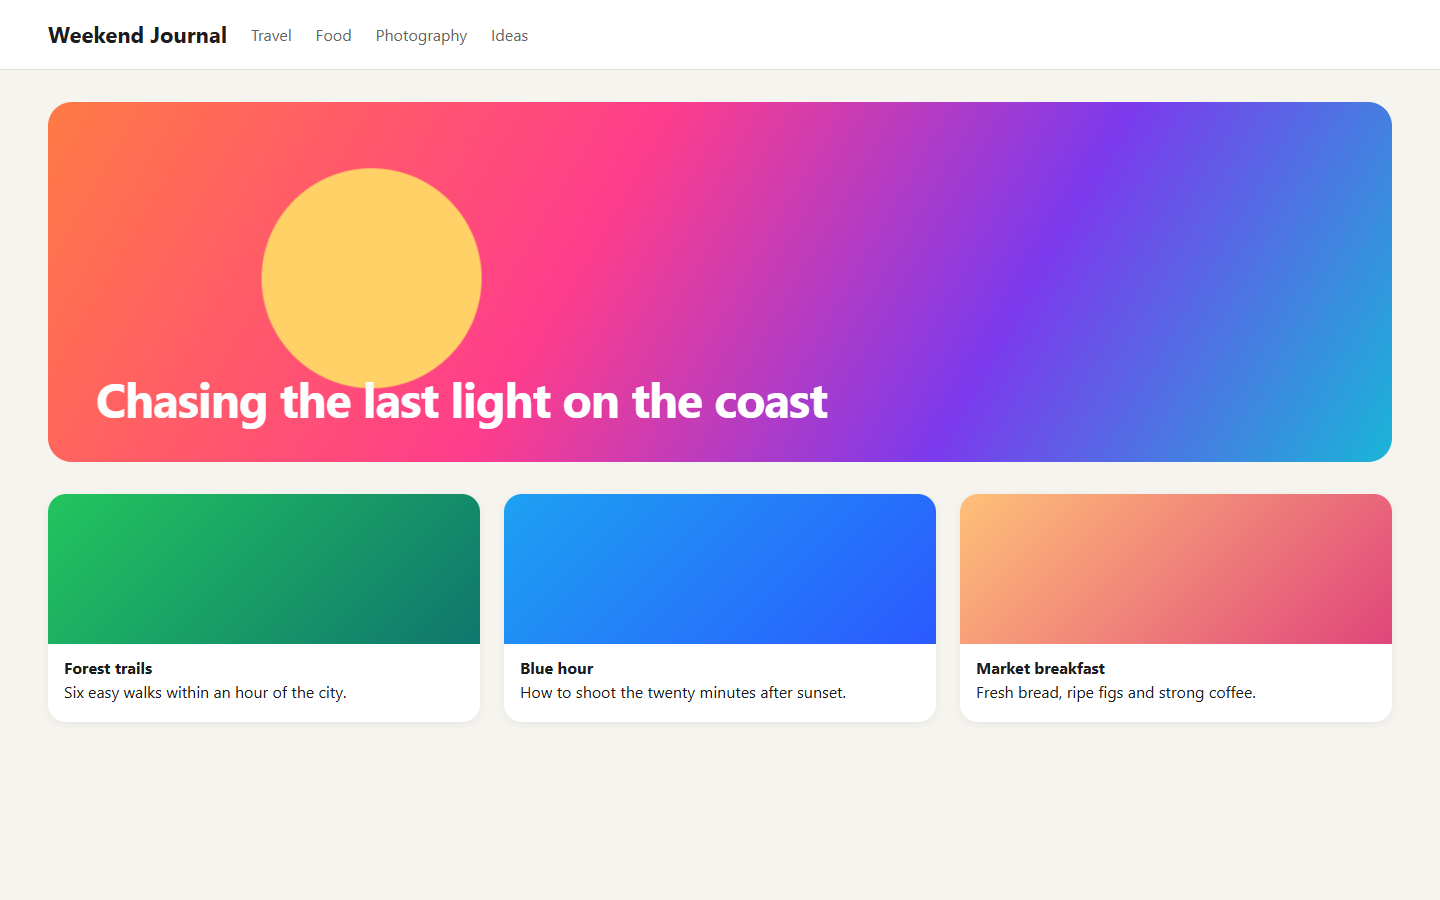 Weekend Journal Travel Food Photography Ideas
Chasing the last light on the coast
Forest trails
Six easy walks within an hour of the city.
Blue hour
How to shoot the twenty minutes after sunset.
Market breakfast
Fresh bread, ripe figs and strong coffee.